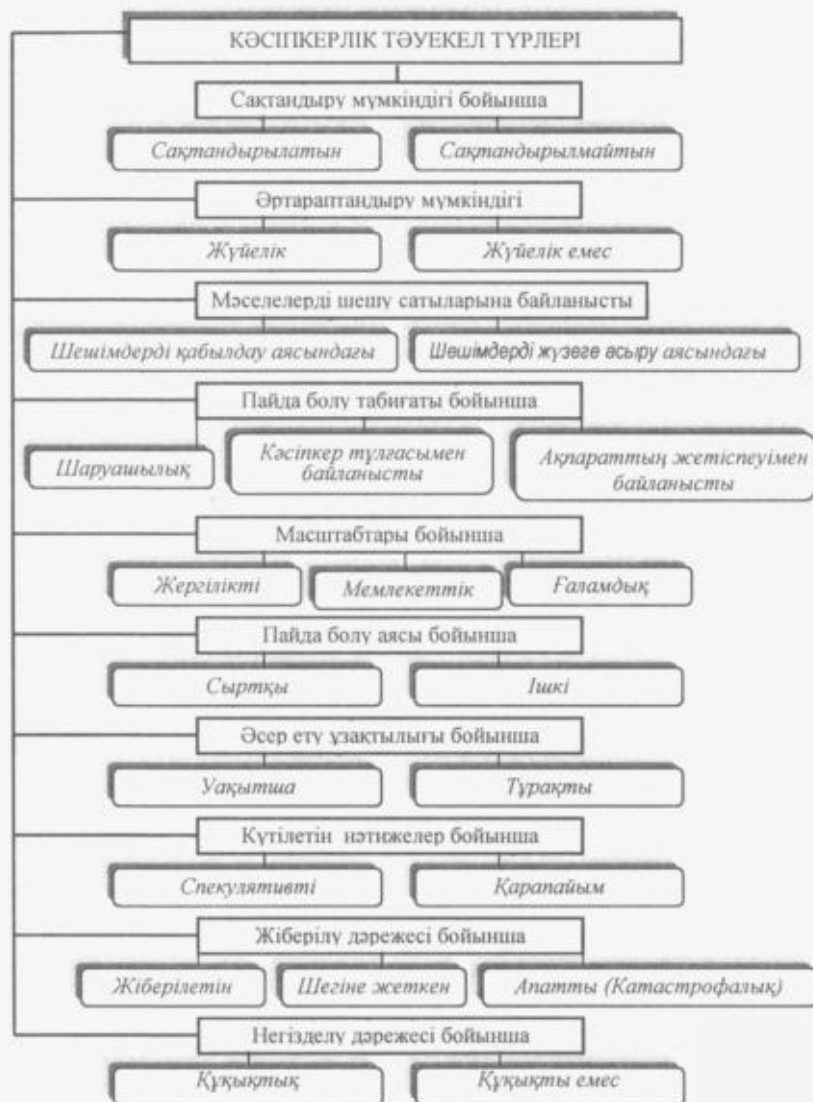 КӘСІПКЕРЛІК ТӘУЕКЕЛ ТҮРЛЕРІ
Сақтандыру мүмкіндігі бойынша
Сақтандырылатын
Сақтандырылмайтын
Әртараптандыру мүмкіндігі
Жүйелік
Жүйелік емес
Мәселелерді шешу сатыларына байланысты
Шешімдерді қабылдау аясындағы
Шешімдерді жүзеге асыру аясындағы
Пайда болу табиғаты бойынша
Шаруашылық
Кәсіпкер тұлғасымен
байланысты
Ақпараттың жетіспеуімен
байланысты
Масштабтары бойынша
Жергілікті
Мемлекеттік
Ғаламдық
Пайда болу аясы бойынша
Сыртқы
Ішкі
Әсер ету ұзақтылығы бойынша
Уақытша
Тұрақты
Күтілетін нәтижелер бойынша
Спекулятивті
Қарапайым
Жіберілу дәрежесі бойынша
Жіберілетін
Шегіне жеткен
Апатты (Катастрофалық)
Негізделу дәрежесі бойынша
Құқықтық
Құқықты емес